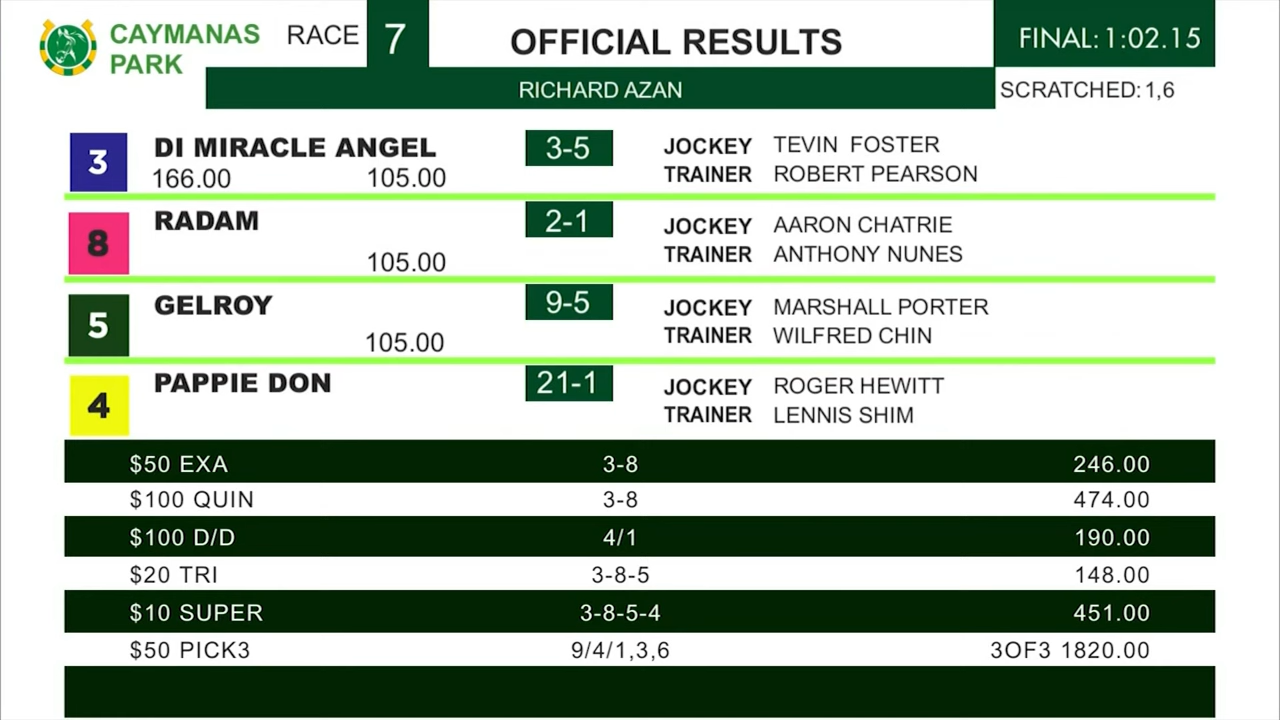 CAYMANAS PARK RACE 7 OFFICIAL RESULTS FINAL: 1:02.15
RICHARD AZAN SCRATCHED: 1,6
3 DI MIRACLE ANGEL 3-5 JOCKEY TEVIN FOSTER
166.00 105.00 TRAINER ROBERT PEARSON
8 RADAM 2-1 JOCKEY AARON CHATRIE
105.00 TRAINER ANTHONY NUNES
5 GELROY 9-5 JOCKEY MARSHALL PORTER
105.00 TRAINER WILFRED CHIN
4 PAPPIE DON 21-1 JOCKEY ROGER HEWITT
TRAINER LENNIS SHIM
$50 EXA 3-8 246.00
$100 QUIN 3-8 474.00
$100 D/D 4/1 190.00
$20 TRI 3-8-5 148.00
$10 SUPER 3-8-5-4 451.00
$50 PICK3 9/4/1,3,6 3OF3 1820.00